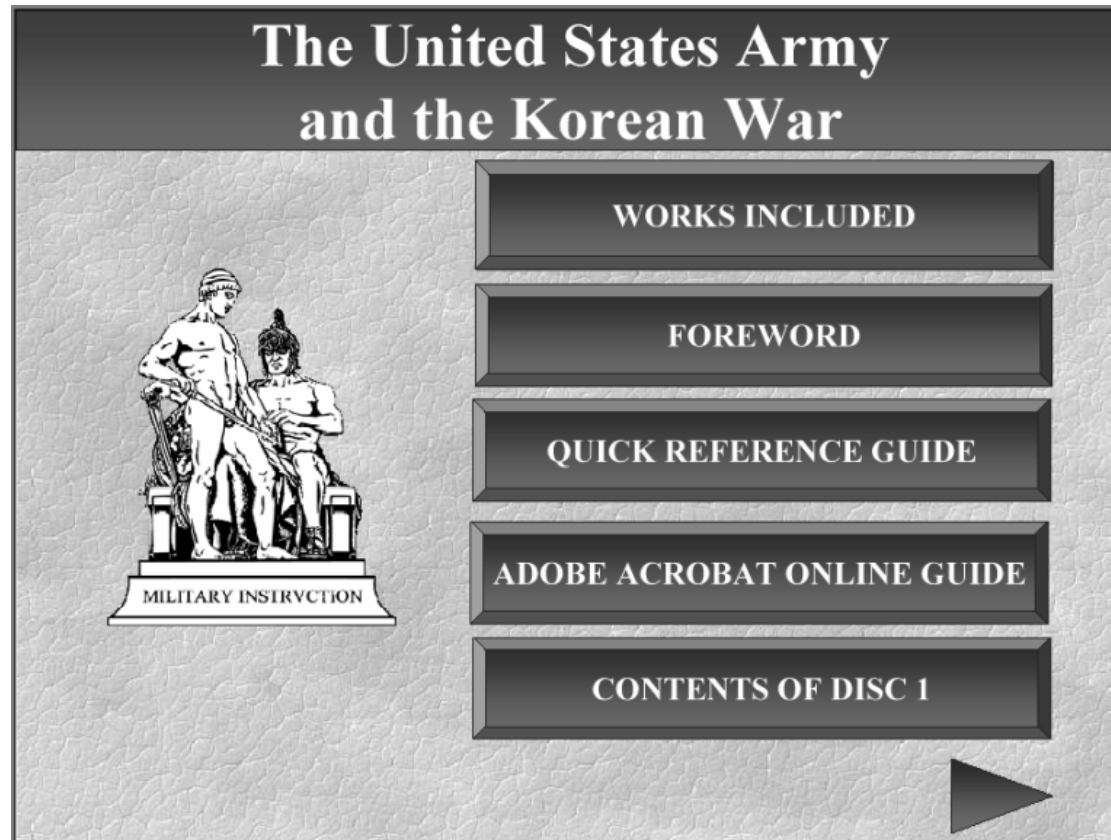 The United States Army
and the Korean War
WORKS INCLUDED
FOREWORD
QUICK REFERENCE GUIDE
ADOBE ACROBAT ONLINE GUIDE
CONTENTS OF DISC 1
MILITARY INSTRVCTION